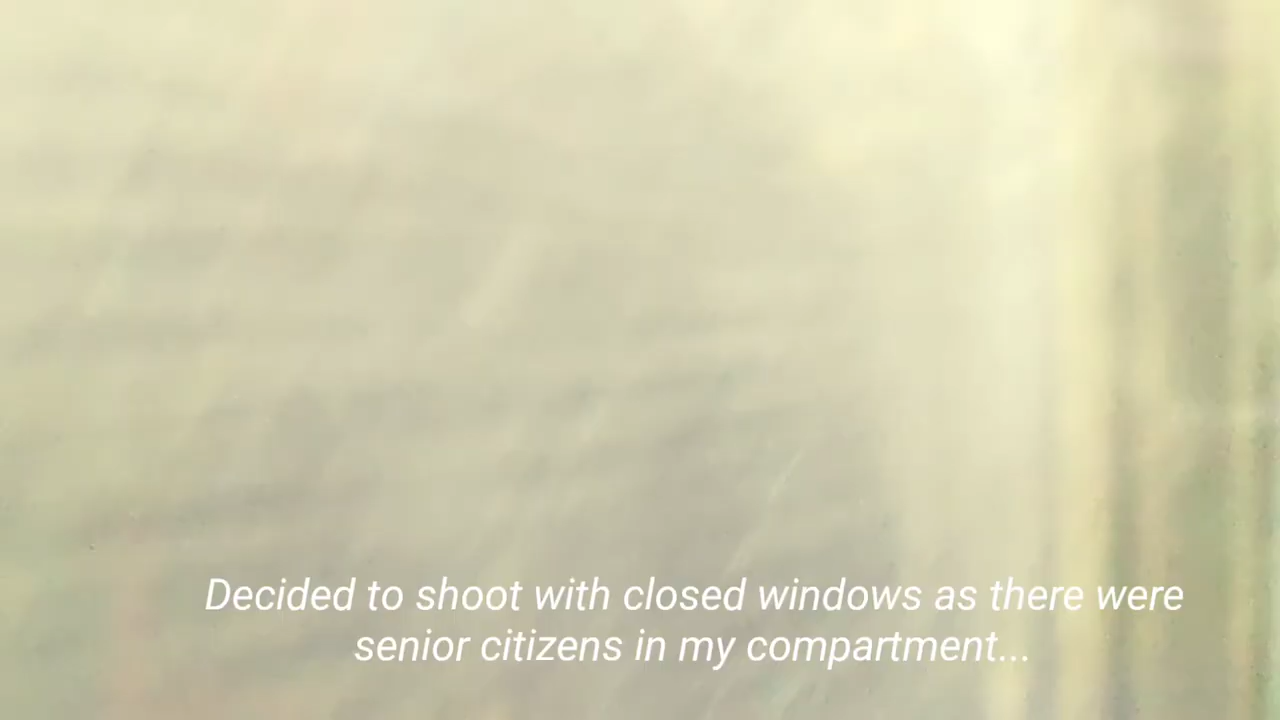 Decided to shoot with closed windows as there were
senior citizens in my compartment...